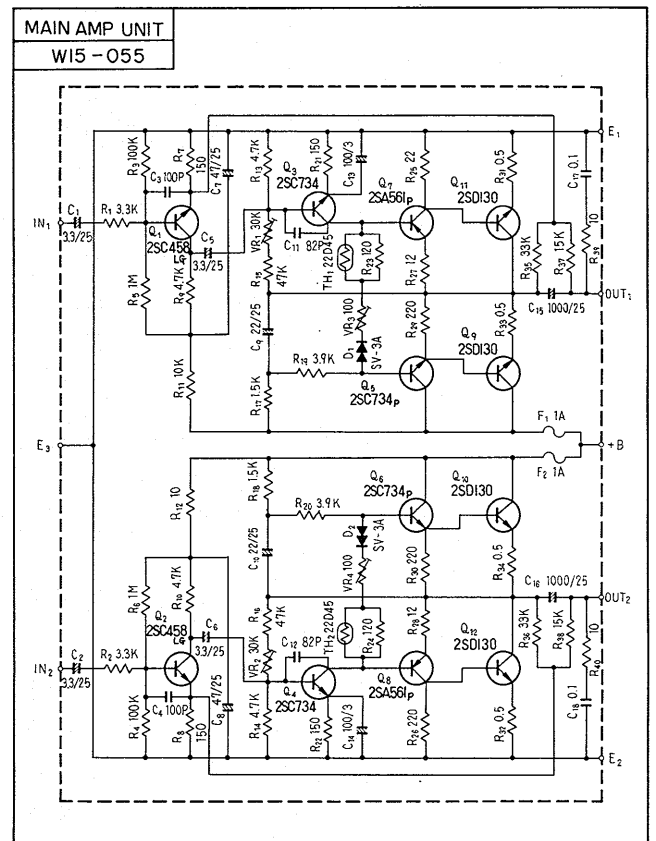 MAIN AMP UNIT
W15-055
E₁
R₃ 100K
R₇
150
C₇ 47/25
C₃ 100P
R₁₃ 4.7K
Q₃
2SC734
R₂₁ 150
C₁₃ 100/3
R₂₅ 22
Q₇
2SA561p
Q₁₁
2SD130
R₃₁ 0.5
C₁₇ 0.1
IN₁
C₁
3.3/25
R₁ 3.3K
Q₁
2SC458
LG
C₅
3.3/25
VR₁ 30K
C₁₁ 82P
R₁₅
47K
TH₁ 22D45
R₂₃ 120
R₂₇ 12
R₃₅ 33K
R₃₇ 15K
10
R₃₉
OUT₁
C₁₅ 1000/25
R₅ 1M
R₉ 4.7K
C₉ 22/25
VR₃ 100
R₂₉ 220
Q₉
2SD130
R₃₃ 0.5
D₁
SV-3A
R₁₁ 10K
R₁₉ 3.9K
R₁₇ 1.5K
Q₅
2SC734p
F₁ 1A
E₃
+B
F₂ 1A
R₁₂ 10
R₁₈ 1.5K
R₂₀ 3.9K
Q₆
2SC734p
Q₁₀
2SD130
D₂
SV-3A
C₁₀ 22/25
VR₄ 100
R₃₀ 220
R₃₄ 0.5
R₆ 1M
R₁₀ 4.7K
C₁₆ 1000/25
OUT₂
Q₂
2SC458
LG
C₆
3.3/25
R₁₆
47K
VR₂ 30K
C₁₂ 82P
TH₂ 22D45
R₂₄ 120
R₂₈ 12
Q₁₂
2SD130
R₃₆ 33K
R₃₈ 15K
10
R₄₀
IN₂
C₂
3.3/25
R₂ 3.3K
C₄ 100P
R₄ 100K
R₈
150
C₈ 47/25
R₁₄ 4.7K
Q₄
2SC734
R₂₂ 150
C₁₄ 100/3
Q₈
2SA561p
R₂₆ 220
R₃₂ 0.5
C₁₈ 0.1
E₂